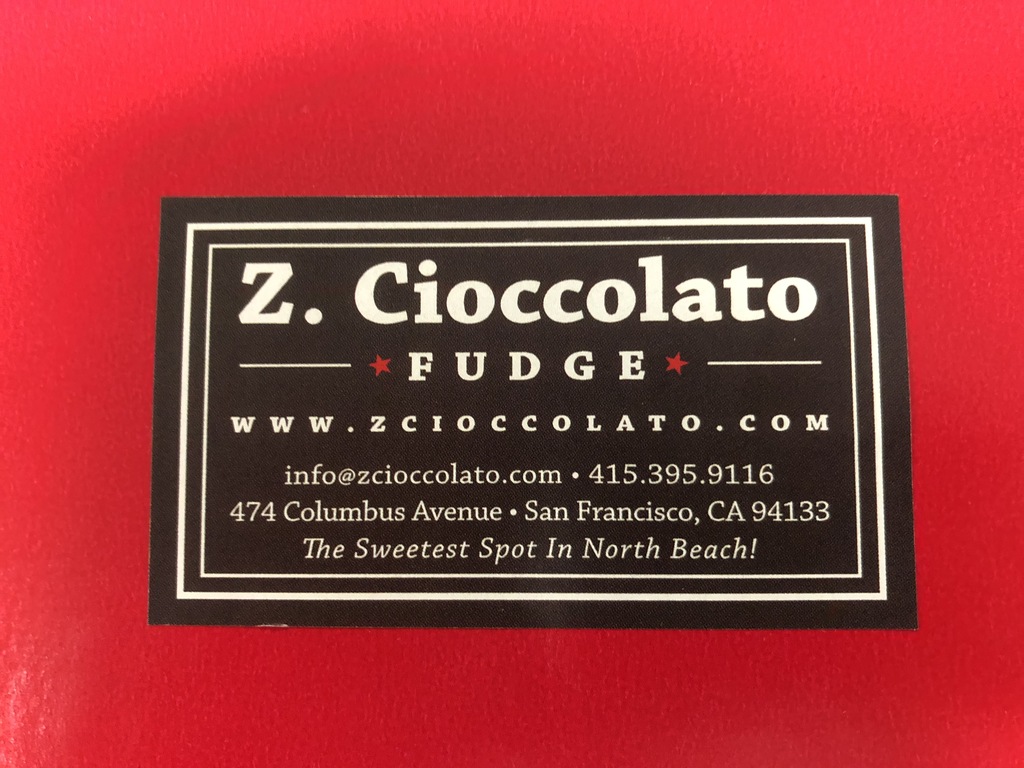 Z. Cioccolato
FUDGE
WWW.ZCIOCCOLATO.COM
info@zcioccolato.com • 415.395.9116
474 Columbus Avenue • San Francisco, CA 94133
The Sweetest Spot In North Beach!